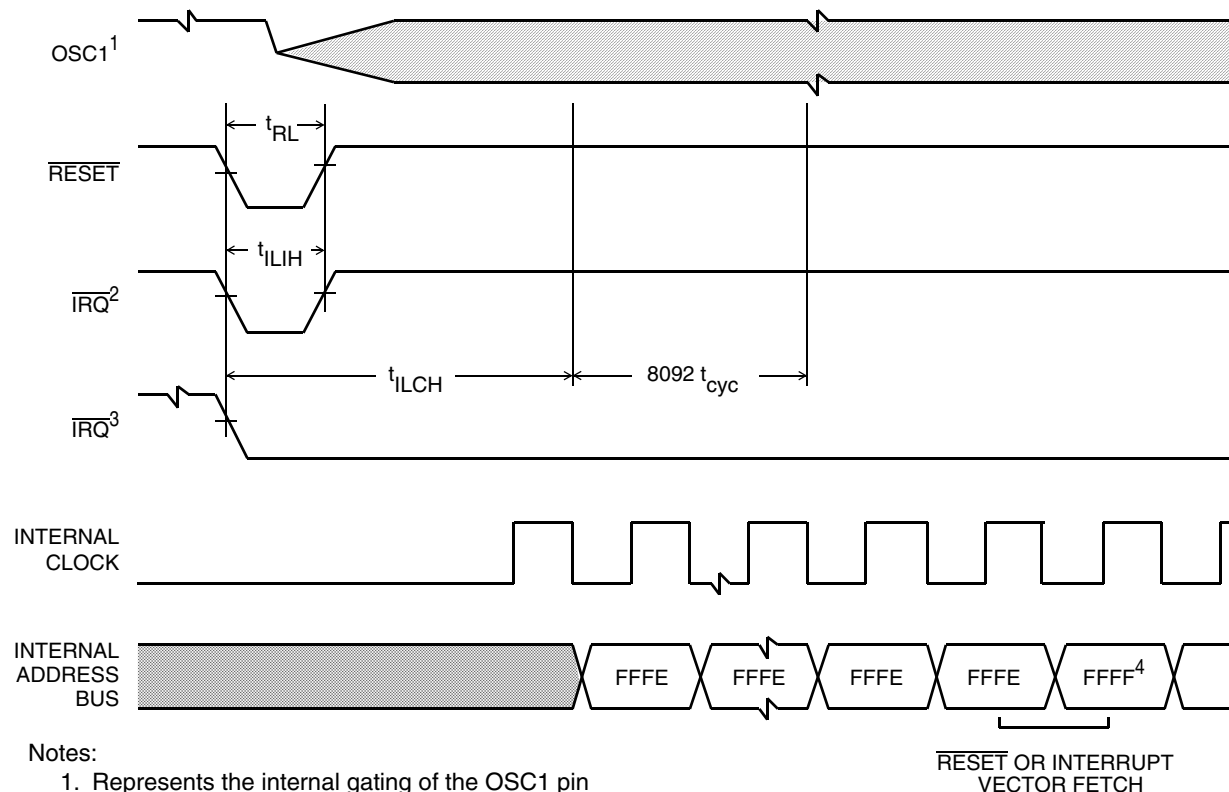 OSC1¹
t_RL
RESET
t_ILIH
IRQ²
t_ILCH
8092 t_cyc
IRQ³
INTERNAL
CLOCK
INTERNAL
ADDRESS
BUS
FFFE FFFE FFFE FFFE FFFF⁴
Notes:
1. Represents the internal gating of the OSC1 pin
RESET OR INTERRUPT
VECTOR FETCH